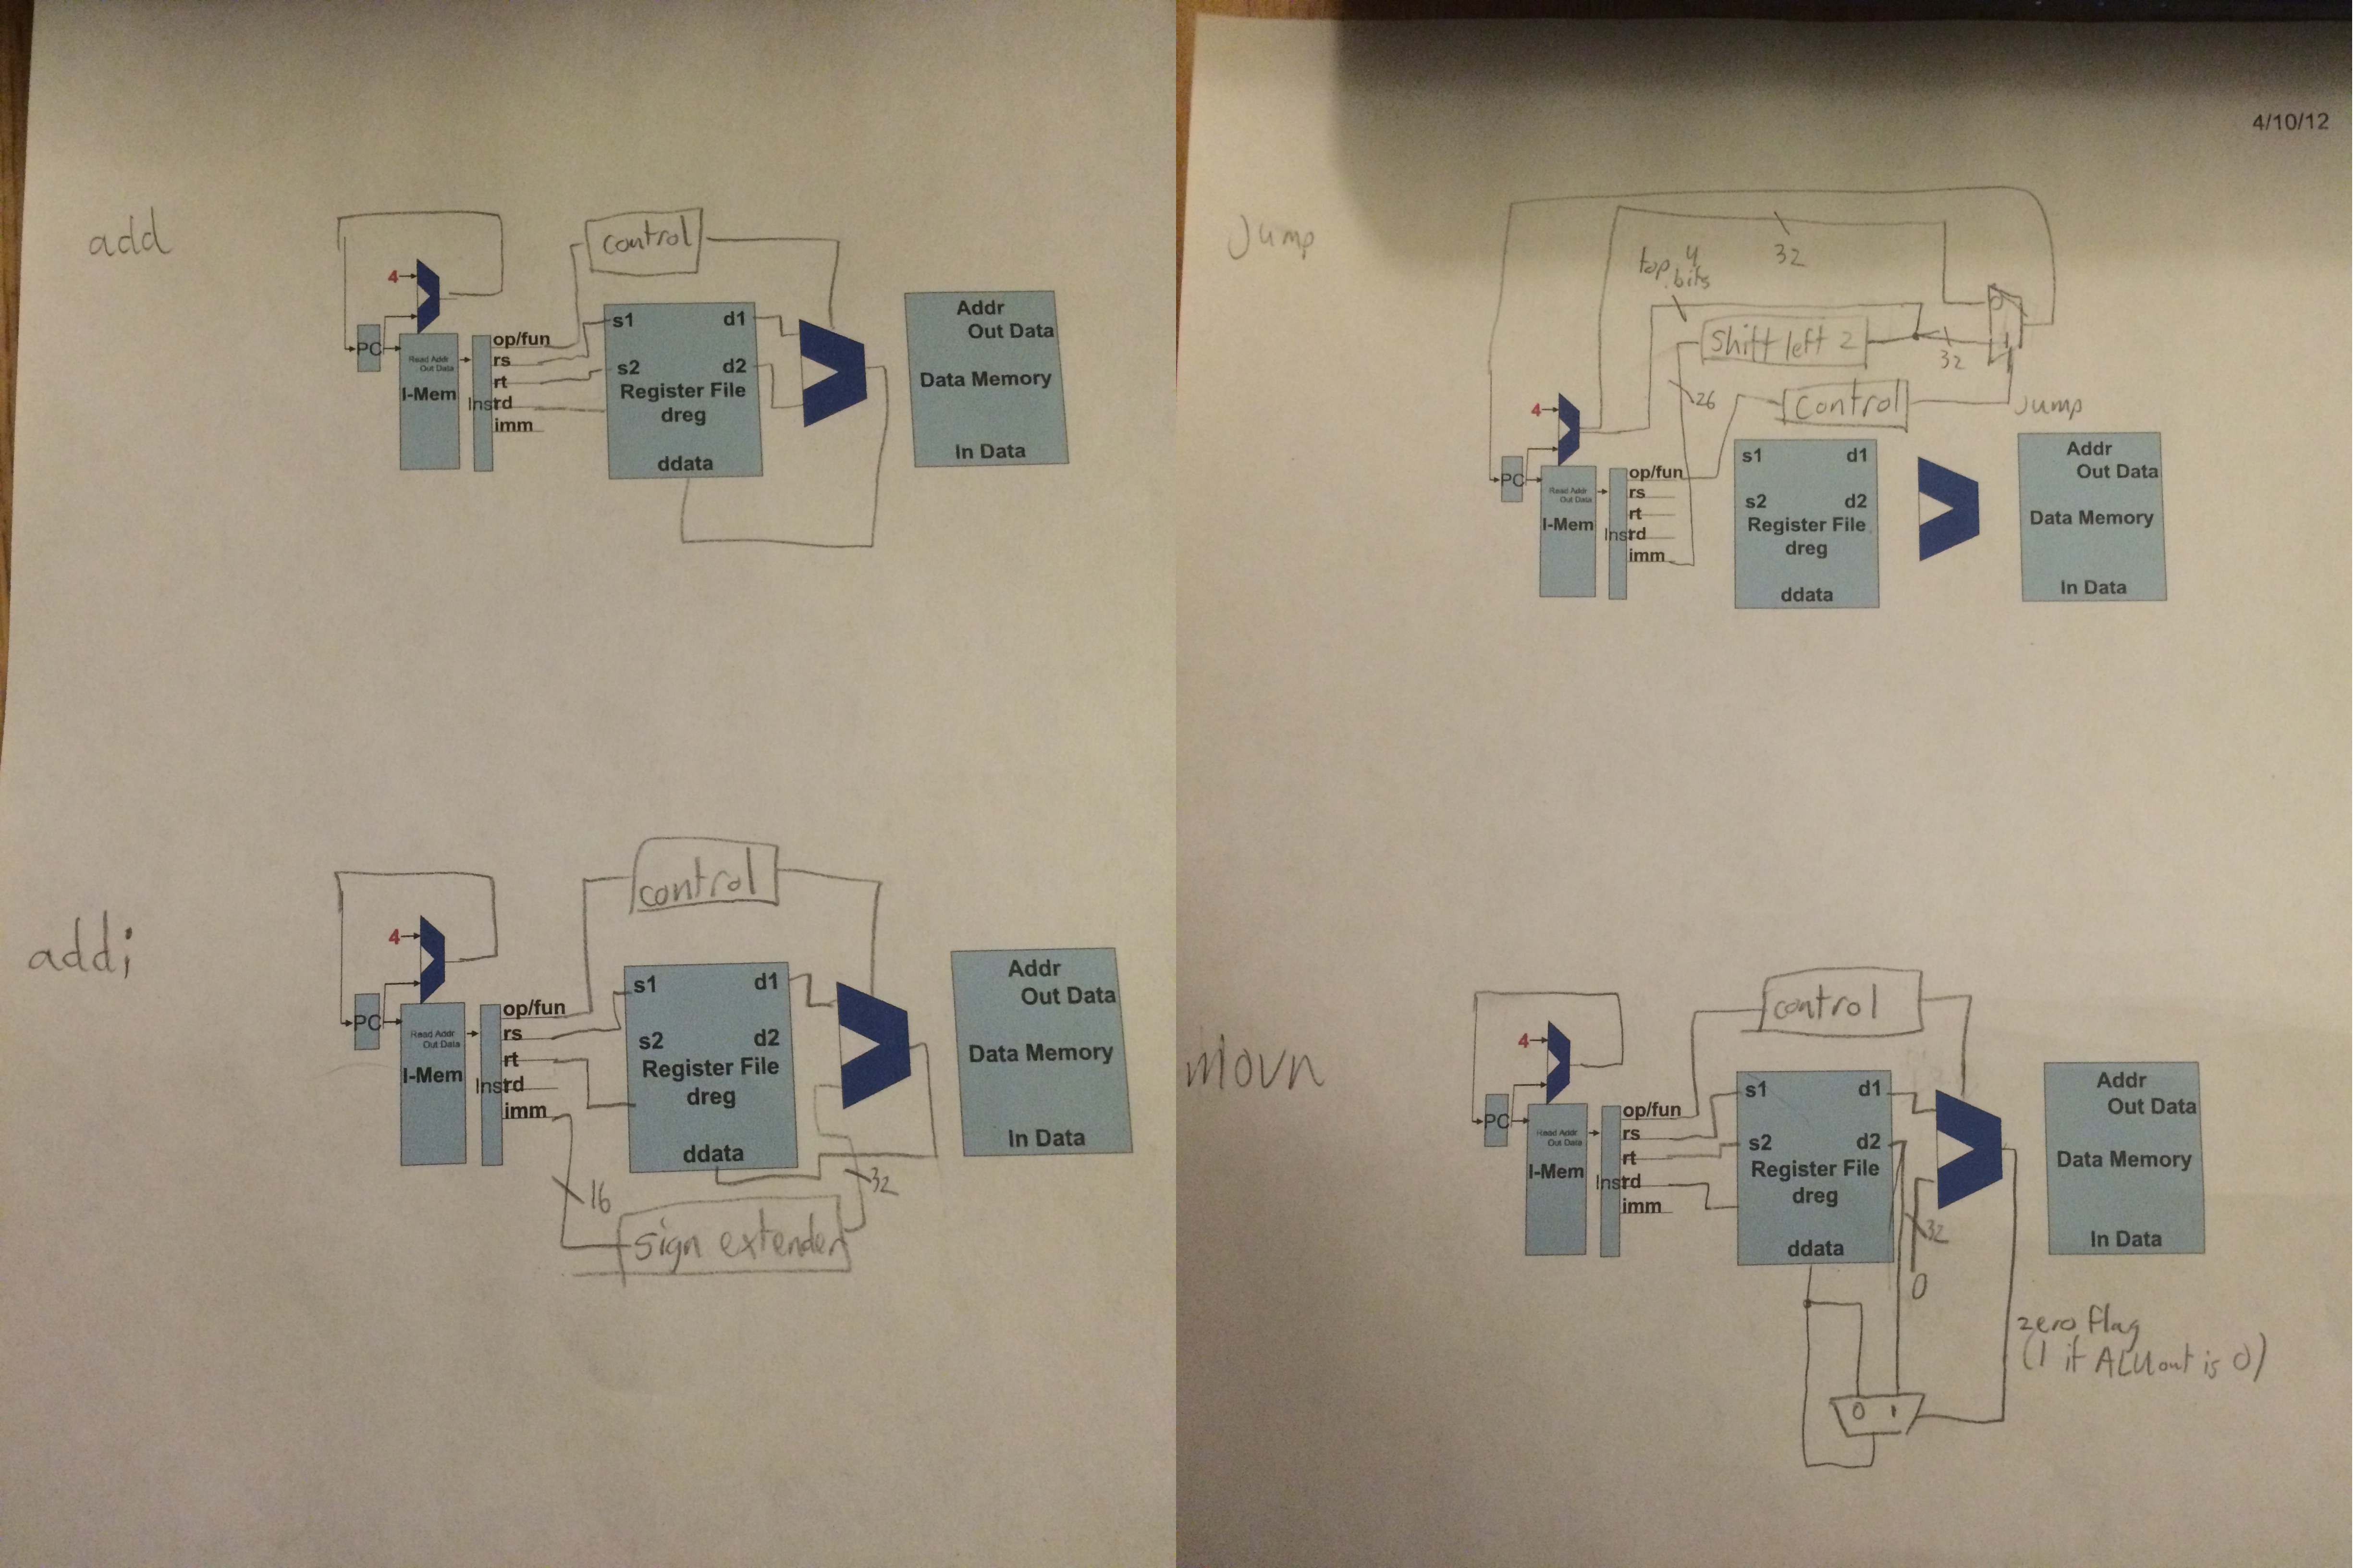 add
control
4
PC
Read Addr
Out Data
I-Mem
Instr
op/fun
rs
rt
rd
imm
s1
d1
s2
d2
Register File
dreg
ddata
Addr
Out Data
Data Memory
In Data
addi
control
4
PC
Read Addr
Out Data
I-Mem
Instr
op/fun
rs
rt
rd
imm
16
s1
d1
s2
d2
Register File
dreg
ddata
32
sign extender
Addr
Out Data
Data Memory
In Data
4/10/12
Jump
top 4
bits
32
shift left 2
32
0
1
26
control
Jump
4
PC
Read Addr
Out Data
I-Mem
Instr
op/fun
rs
rt
rd
imm
s1
d1
s2
d2
Register File
dreg
ddata
Addr
Out Data
Data Memory
In Data
movn
control
4
PC
Read Addr
Out Data
I-Mem
Instr
op/fun
rs
rt
rd
imm
s1
d1
s2
d2
Register File
dreg
ddata
32
0
Addr
Out Data
Data Memory
In Data
zero flag
(1 if ALU out is 0)
0 1